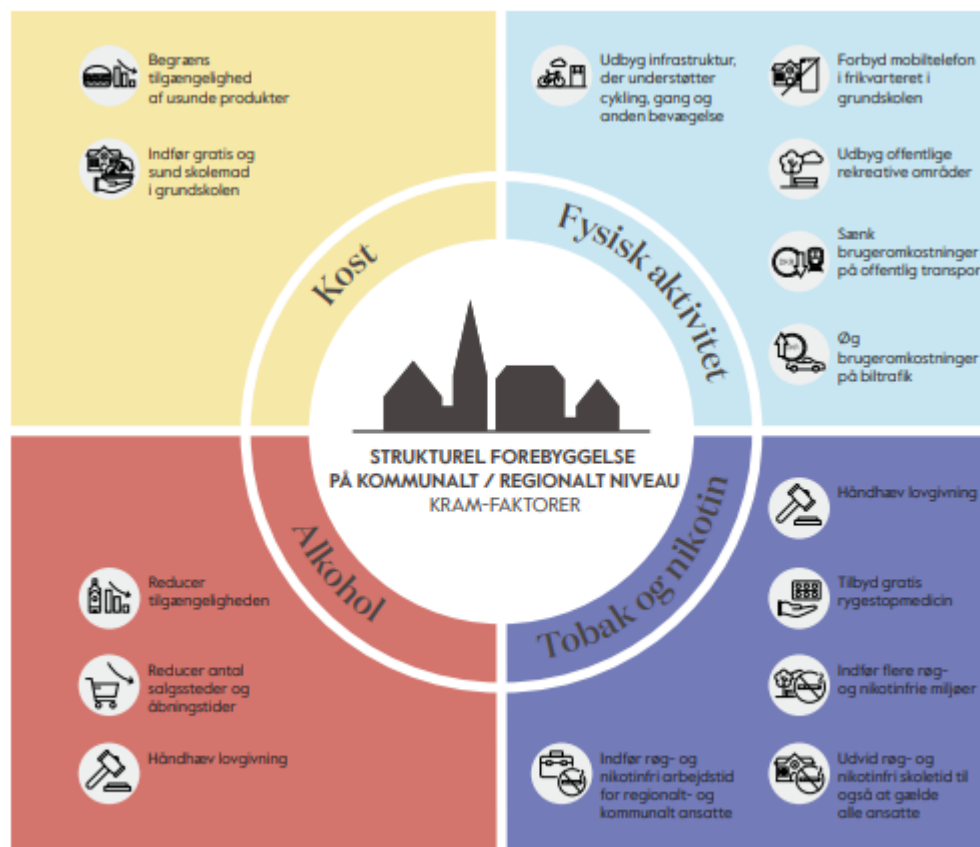 Begræns
tilgængelighed
af usunde produkter
Indfør gratis og
sund skolemad
i grundskolen
Udbyg infrastruktur,
der understøtter
cykling, gang og
anden bevægelse
Forbyd mobiltelefon
i frikvarteret i
grundskolen
Udbyg offentlige
rekreative områder
Sænk
brugeromkostninger
på offentlig transpor
Øg
brugeromkostninger
på biltrafik
Kost
Fysisk aktivitet
STRUKTUREL FOREBYGGELSE
PÅ KOMMUNALT / REGIONALT NIVEAU
KRAM-FAKTORER
Alkohol
Tobak og nikotin
Reducer
tilgængeligheden
Reducer antal
salgssteder og
åbningstider
Håndhæv lovgivning
Håndhæv lovgivning
Tilbyd gratis
rygestopmedicin
Indfør flere røg-
og nikotinfrie miljøer
Indfør røg- og
nikotinfri arbejdstid
for regionalt- og
kommunalt ansatte
Udvid røg- og
nikotinfri skoletid til
også at gælde
alle ansatte